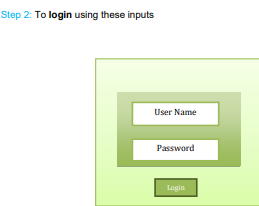 Step 2: To login using these inputs
User Name
Password
Login